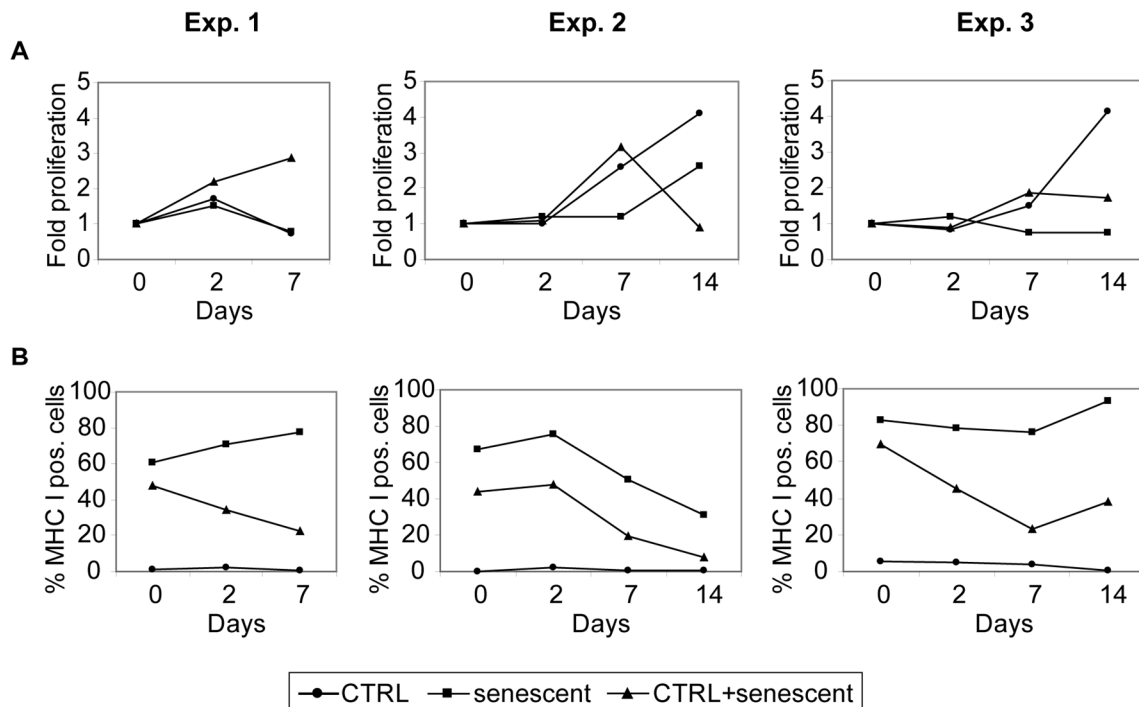 Exp. 1
Exp. 2
Exp. 3
A
Fold proliferation
5
4
3
2
1
0
0 2 7
Days
Fold proliferation
5
4
3
2
1
0
0 2 7 14
Days
Fold proliferation
5
4
3
2
1
0
0 2 7 14
Days
B
% MHC I pos. cells
100
80
60
40
20
0
0 2 7
Days
% MHC I pos. cells
100
80
60
40
20
0
0 2 7 14
Days
% MHC I pos. cells
100
80
60
40
20
0
0 2 7 14
Days
CTRL senescent CTRL+senescent